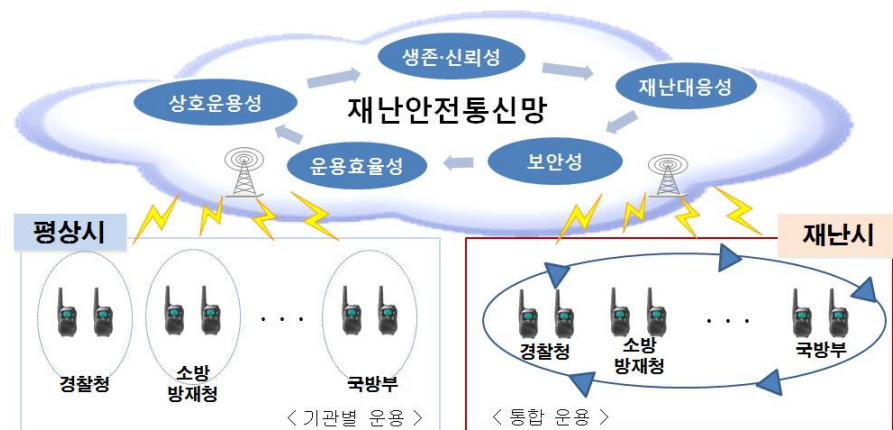 생존·신뢰성
상호운용성
재난대응성
재난안전통신망
운용효율성
보안성
평상시
재난시
경찰청
소방
방재청
. . .
국방부
< 기관별 운용 >
경찰청
소방
방재청
. . .
국방부
< 통합 운용 >